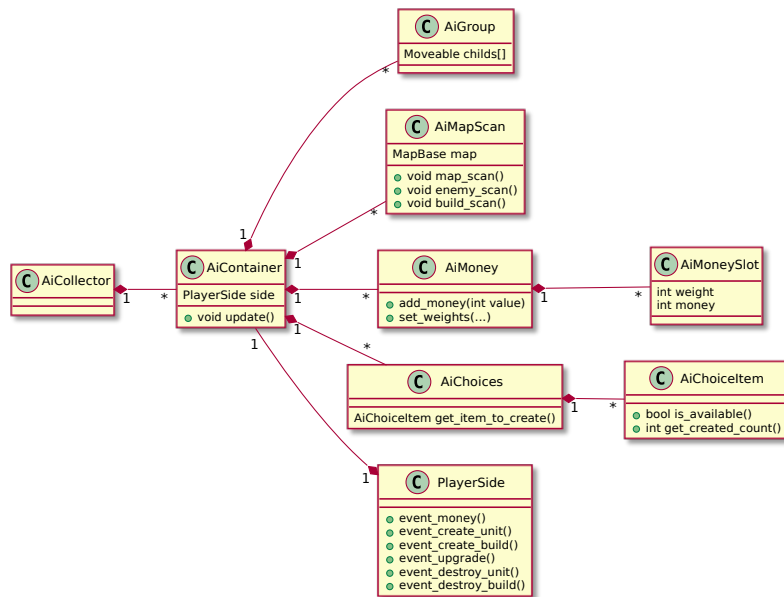 C AiGroup
Moveable childs[]
*
C AiMapScan
MapBase map
void map_scan()
void enemy_scan()
void build_scan()
*
1
1
C AiCollector
1
*
C AiContainer
PlayerSide side
void update()
1
*
C AiMoney
add_money(int value)
set_weights(...)
1
*
C AiMoneySlot
int weight
int money
1
1
*
C AiChoices
AiChoiceItem get_item_to_create()
1
*
C AiChoiceItem
bool is_available()
int get_created_count()
1
C PlayerSide
event_money()
event_create_unit()
event_create_build()
event_upgrade()
event_destroy_unit()
event_destroy_build()